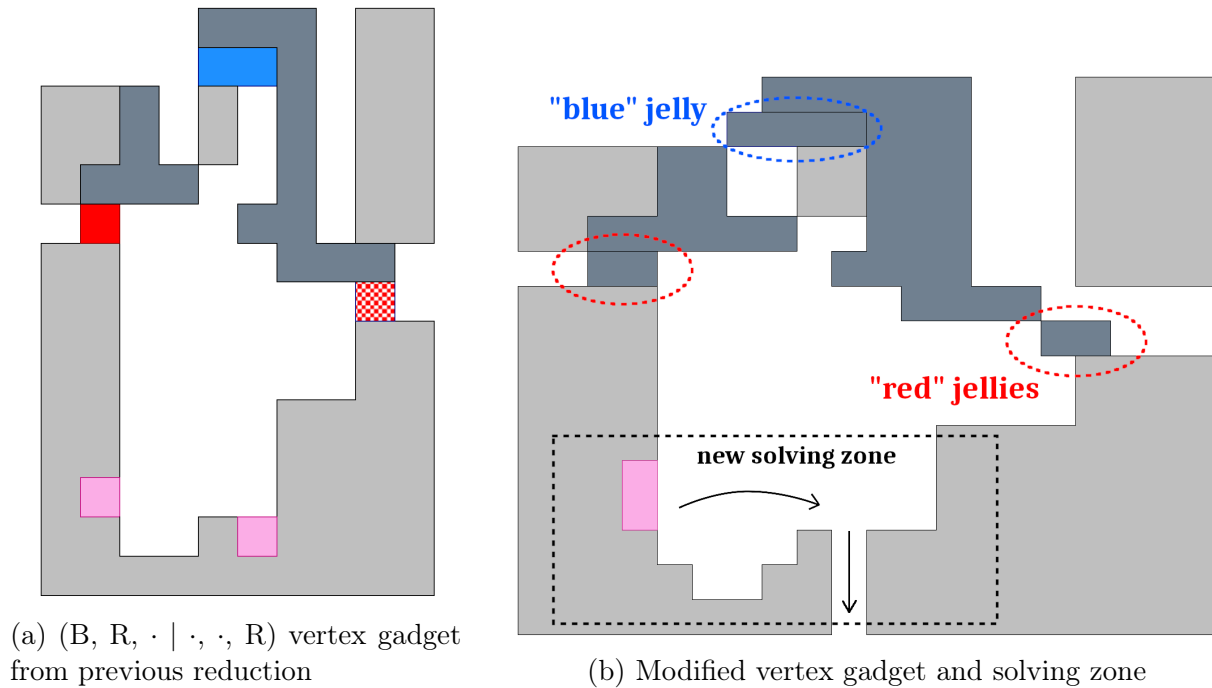 "blue" jelly
"red" jellies
new solving zone
(a) (B, R, · | ·, ·, R) vertex gadget
from previous reduction
(b) Modified vertex gadget and solving zone